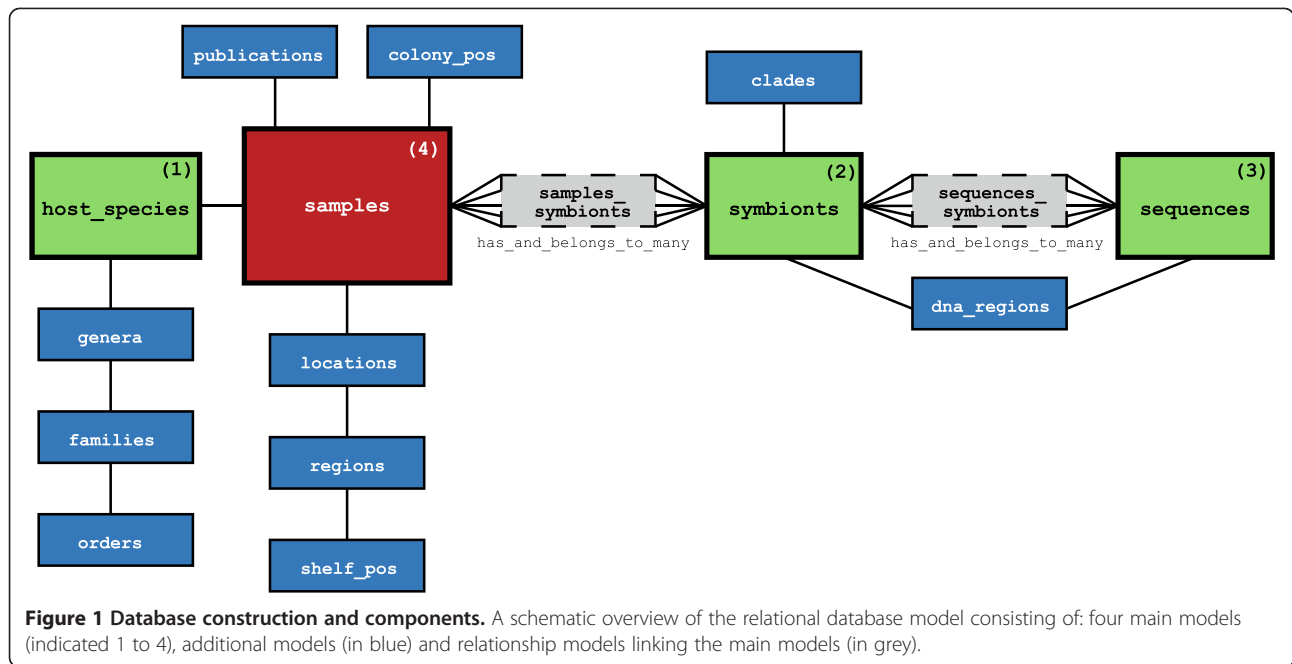 publications
colony_pos
clades
(1)
host_species
(4)
samples
samples_
symbionts
has_and_belongs_to_many
(2)
symbionts
sequences_
symbionts
has_and_belongs_to_many
(3)
sequences
dna_regions
genera
families
orders
locations
regions
shelf_pos
Figure 1 Database construction and components. A schematic overview of the relational database model consisting of: four main models
(indicated 1 to 4), additional models (in blue) and relationship models linking the main models (in grey).